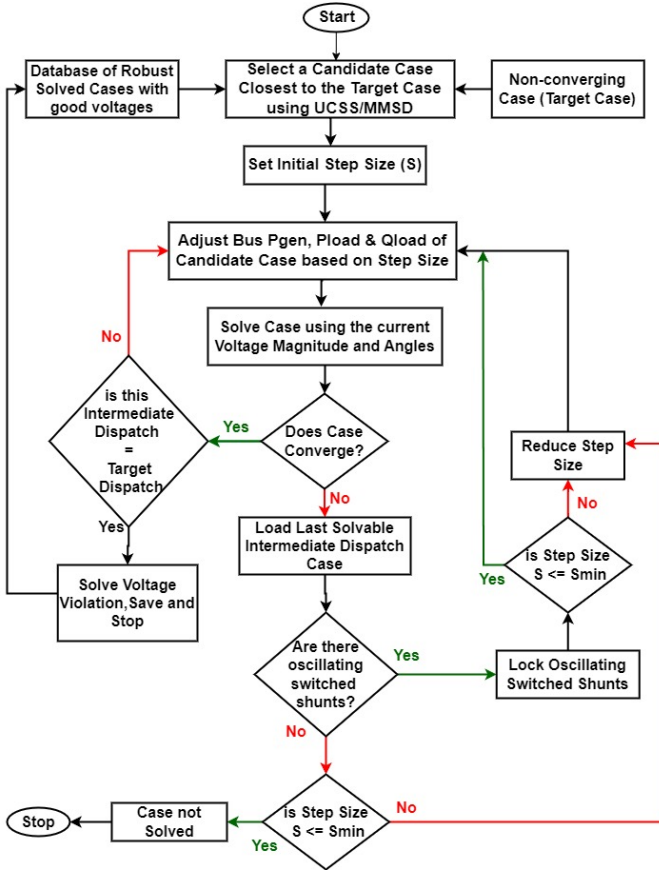 Start
Database of Robust
Solved Cases with
good voltages
Select a Candidate Case
Closest to the Target Case
using UCSS/MMSD
Non-converging
Case (Target Case)
Set Initial Step Size (S)
Adjust Bus Pgen, Pload & Qload of
Candidate Case based on Step Size
No
Solve Case using the current
Voltage Magnitude and Angles
is this
Intermediate
Dispatch
=
Target
Dispatch
Yes
Does Case
Converge?
Reduce Step
Size
No
No
Yes
Load Last Solvable
Intermediate Dispatch
Case
is Step Size
S <= Smin
Yes
Solve Voltage
Violation,Save and
Stop
Are there
oscillating
switched
shunts?
Yes
Lock Oscillating
Switched Shunts
No
Stop
Case not
Solved
Yes
is Step Size
S <= Smin
No